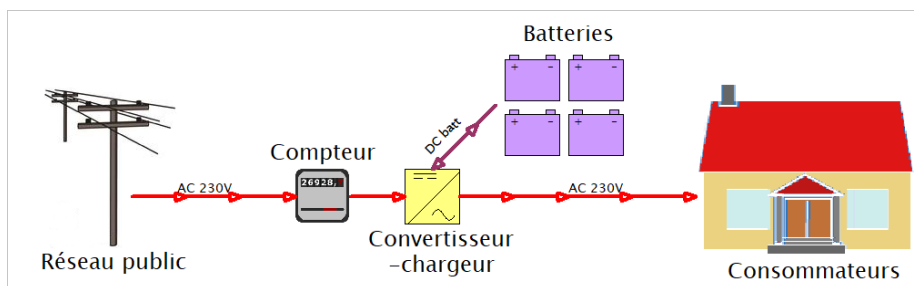 Batteries
+ - + -
+ - + -
DC batt
Compteur
26928,
AC 230V
AC 230V
Convertisseur
-chargeur
Réseau public
Consommateurs